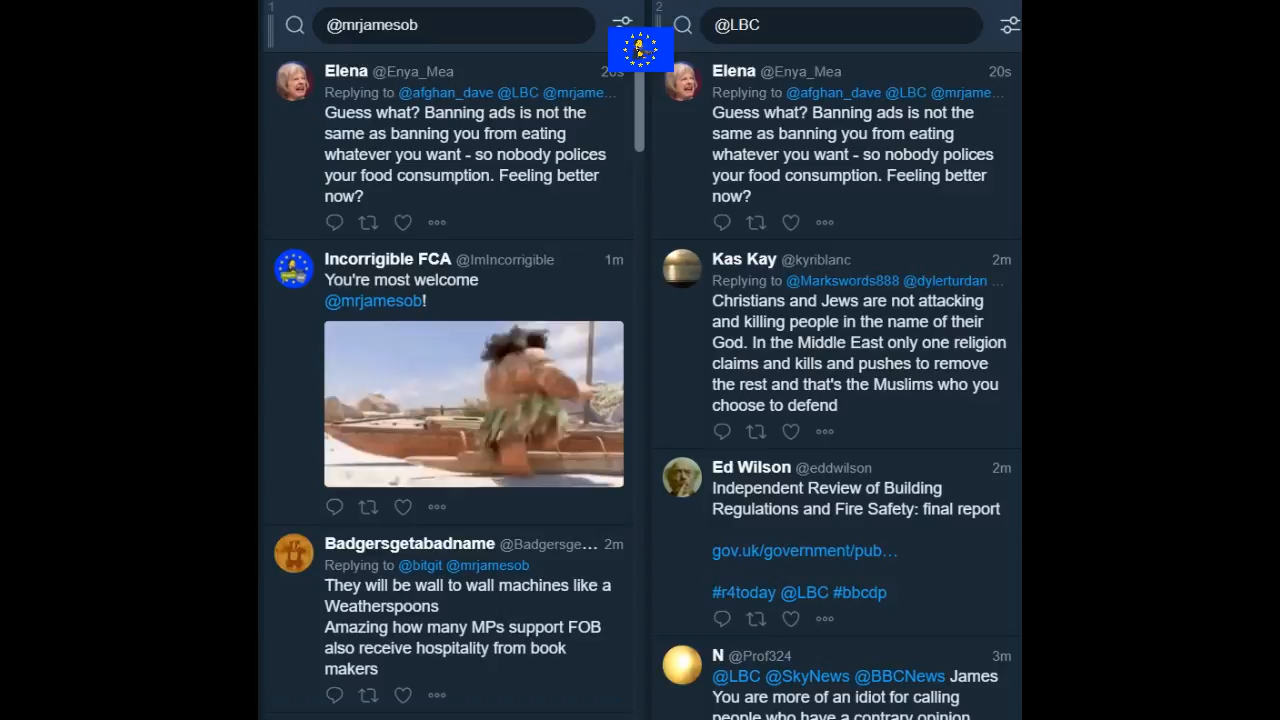 1
@mrjamesob
Elena @Enya_Mea 20s
Replying to @afghan_dave @LBC @mrjame...
Guess what? Banning ads is not the
same as banning you from eating
whatever you want - so nobody polices
your food consumption. Feeling better
now?
Incorrigible FCA @ImIncorrigible 1m
You're most welcome
@mrjamesob!
Badgersgetabadname @Badgersge... 2m
Replying to @bitgit @mrjamesob
They will be wall to wall machines like a
Weatherspoons
Amazing how many MPs support FOB
also receive hospitality from book
makers
2
@LBC
Elena @Enya_Mea 20s
Replying to @afghan_dave @LBC @mrjame...
Guess what? Banning ads is not the
same as banning you from eating
whatever you want - so nobody polices
your food consumption. Feeling better
now?
Kas Kay @kyriblanc 2m
Replying to @Markswords888 @dylerturdan ...
Christians and Jews are not attacking
and killing people in the name of their
God. In the Middle East only one religion
claims and kills and pushes to remove
the rest and that's the Muslims who you
choose to defend
Ed Wilson @eddwilson 2m
Independent Review of Building
Regulations and Fire Safety: final report
gov.uk/government/pub...
#r4today @LBC #bbcdp
N @Prof324 3m
@LBC @SkyNews @BBCNews James
You are more of an idiot for calling
people who have a contrary opinion